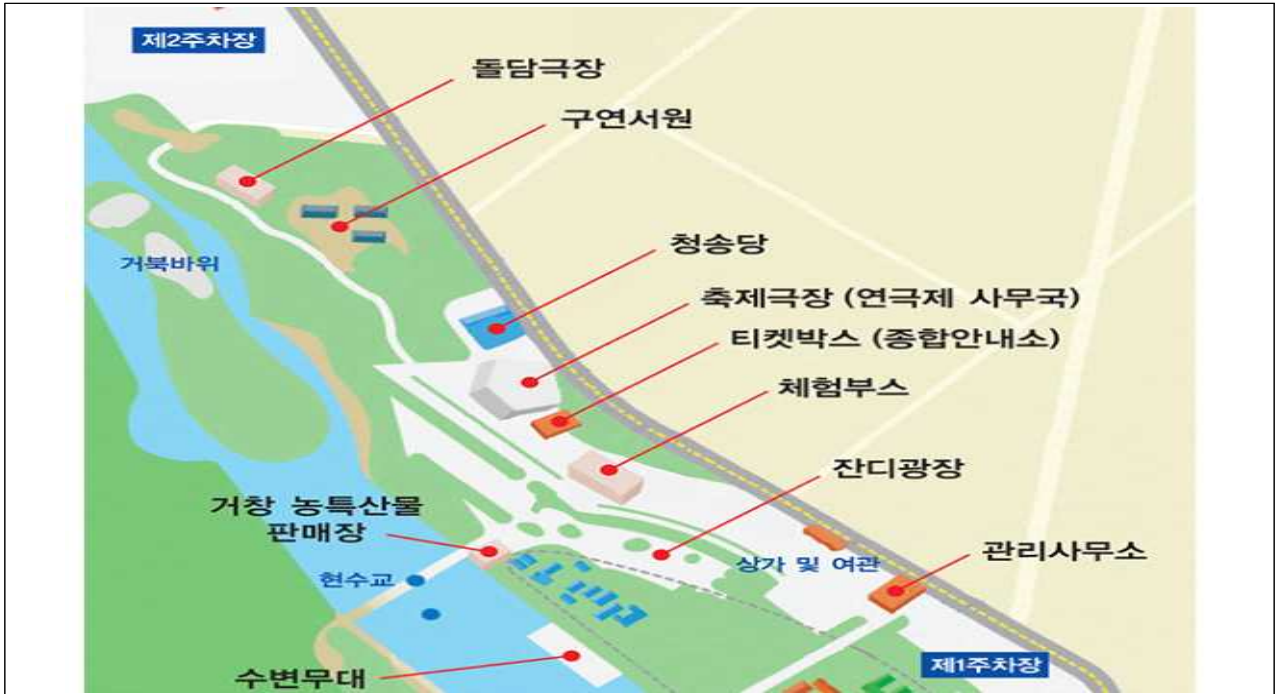 제2주차장
돌담극장
구연서원
청송당
거북바위
축제극장 (연극제 사무국)
티켓박스 (종합안내소)
체험부스
잔디광장
거창 농특산물
판매장
관리사무소
상가 및 여관
현수교
제1주차장
수변무대